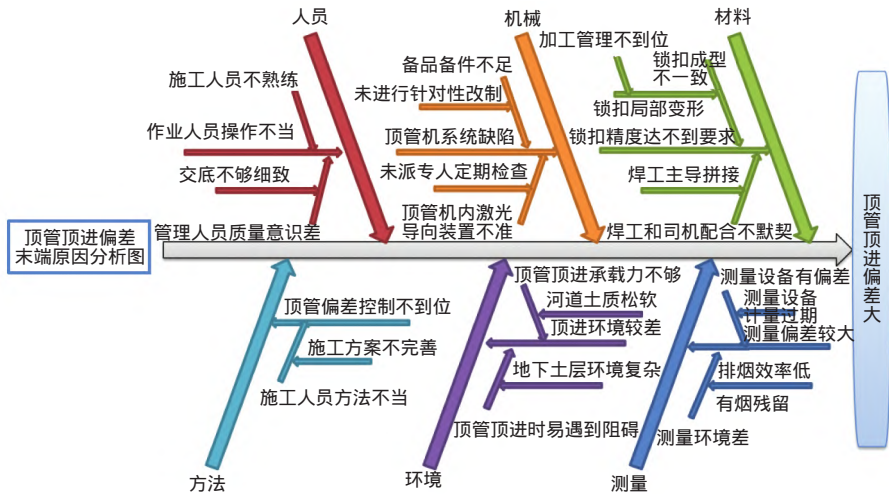 人员
机械
材料
施工人员不熟练
作业人员操作不当
交底不够细致
管理人员质量意识差
备品备件不足
未进行针对性改制
顶管机系统缺陷
未派专人定期检查
顶管机内激光
导向装置不准
加工管理不到位
锁扣成型
不一致
锁扣局部变形
锁扣精度达不到要求
焊工主导拼接
焊工和司机配合不默契
顶管顶进偏差
末端原因分析图
顶管顶进偏差大
顶管偏差控制不到位
施工方案不完善
施工人员方法不当
顶管顶进承载力不够
河道土质松软
顶进环境较差
地下土层环境复杂
顶管顶进时易遇到阻碍
测量设备有偏差
测量设备
计量过期
测量偏差较大
排烟效率低
有烟残留
测量环境差
方法
环境
测量